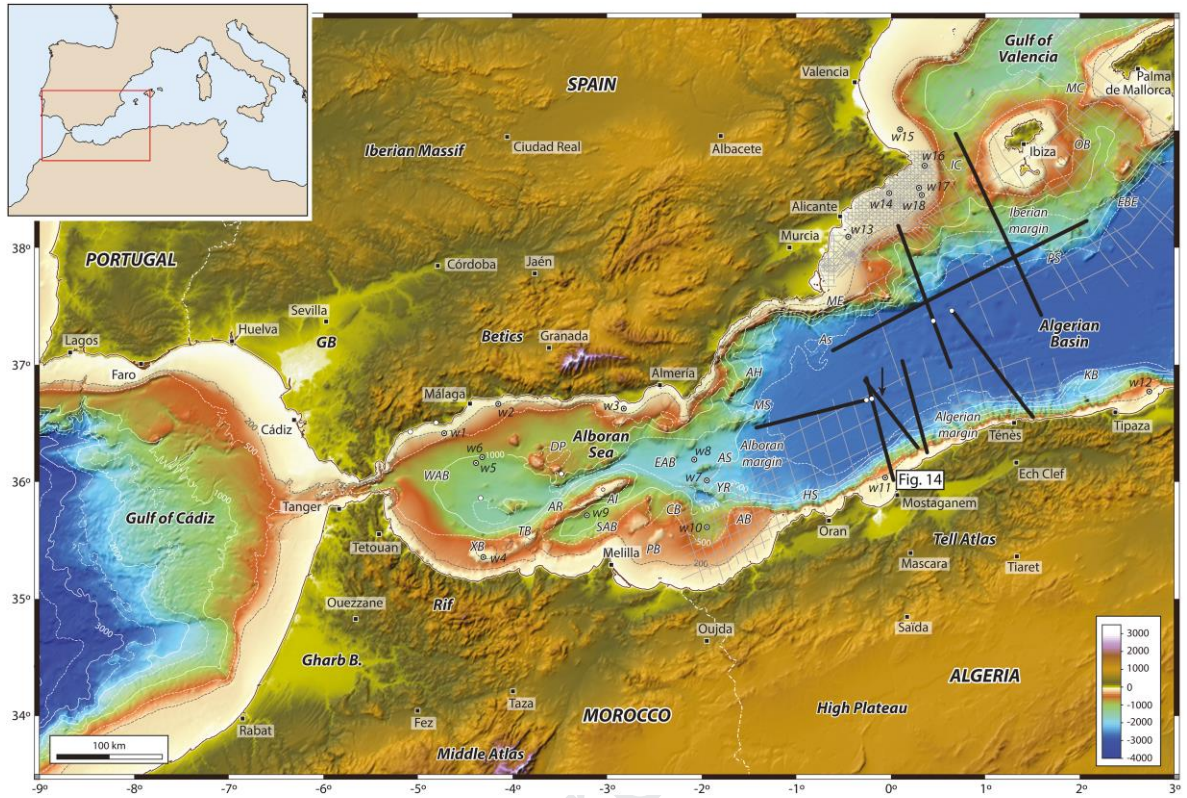 Gulf of
Valencia
Valencia
SPAIN
MC
Palma
de Mallorca
w15
Ciudad Real
Albacete
Iberian Massif
w16
IC
Ibiza
OB
w17
w14
w18
EBE
Alicante
Iberian
margin
w13
Murcia
38°
PORTUGAL
Córdoba
Jaén
PS
ME
Sevilla
Huelva
GB
Betics
Granada
As
Algerian
Basin
Lagos
37°
Faro
Almería
AH
KB
w12
200
500
Málaga
w2
w3
MS
Cádiz
w1
Alboran
Sea
Algerian
margin
Ténès
Tipaza
w6
DP
1000
w5
WAB
EAB
w8
AS
Alboran
margin
Ech Clef
36°
1000
w7
YR
HS
w11
Fig. 14
Tanger
AR
AI
Mostaganem
Gulf of Cádiz
w9
CB
AB
Oran
Tetouan
TB
SAB
w10
XB
w4
PB
500
Melilla
200
Tell Atlas
Mascara
Tiaret
35°
3000
Ouezzane
Rif
Oujda
Saïda
Gharb B.
3000
2000
1000
0
-1000
-2000
-3000
-4000
ALGERIA
Taza
34°
Rabat
Fez
MOROCCO
High Plateau
100 km
Middle Atlas
-9°
-8°
-7°
-6°
-5°
-4°
-3°
-2°
-1°
0°
1°
2°
3°